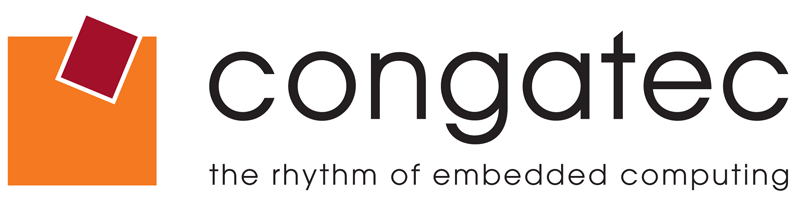 congatec
the rhythm of embedded computing